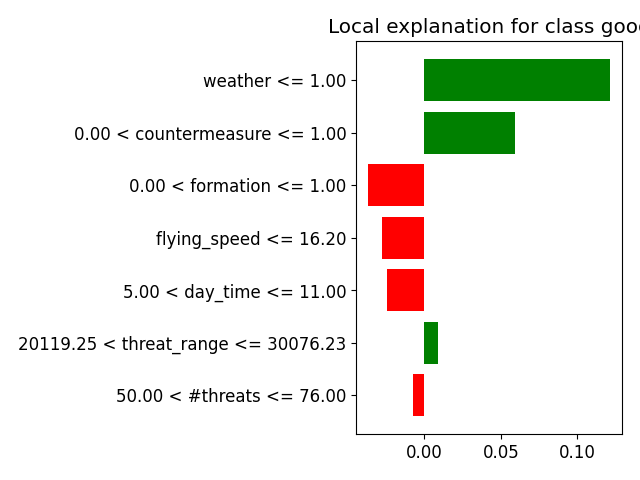 Local explanation for class goo
weather <= 1.00
0.00 < countermeasure <= 1.00
0.00 < formation <= 1.00
flying_speed <= 16.20
5.00 < day_time <= 11.00
20119.25 < threat_range <= 30076.23
50.00 < #threats <= 76.00
0.00 0.05 0.10